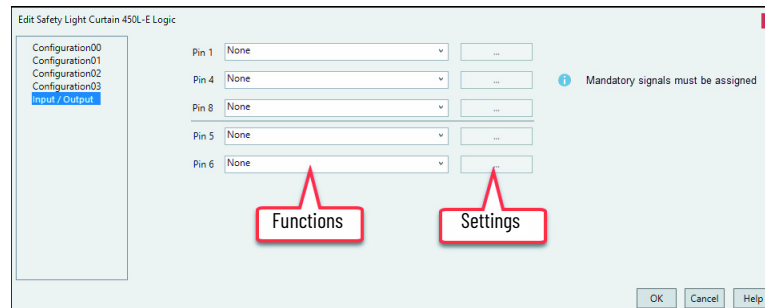 Edit Safety Light Curtain 450L-E Logic
Configuration00
Configuration01
Configuration02
Configuration03
Input / Output
Pin 1 None ...
Pin 4 None ...
Pin 8 None ...
Pin 5 None ...
Pin 6 None ...
Mandatory signals must be assigned
Functions
Settings
OK Cancel Help